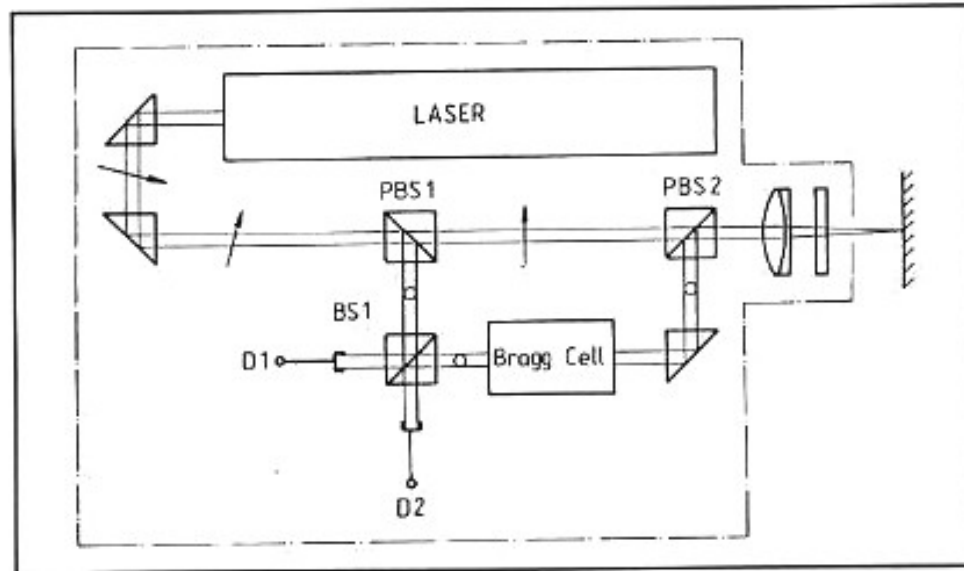 LASER
PBS1
PBS2
BS1
D1
Bragg Cell
D2